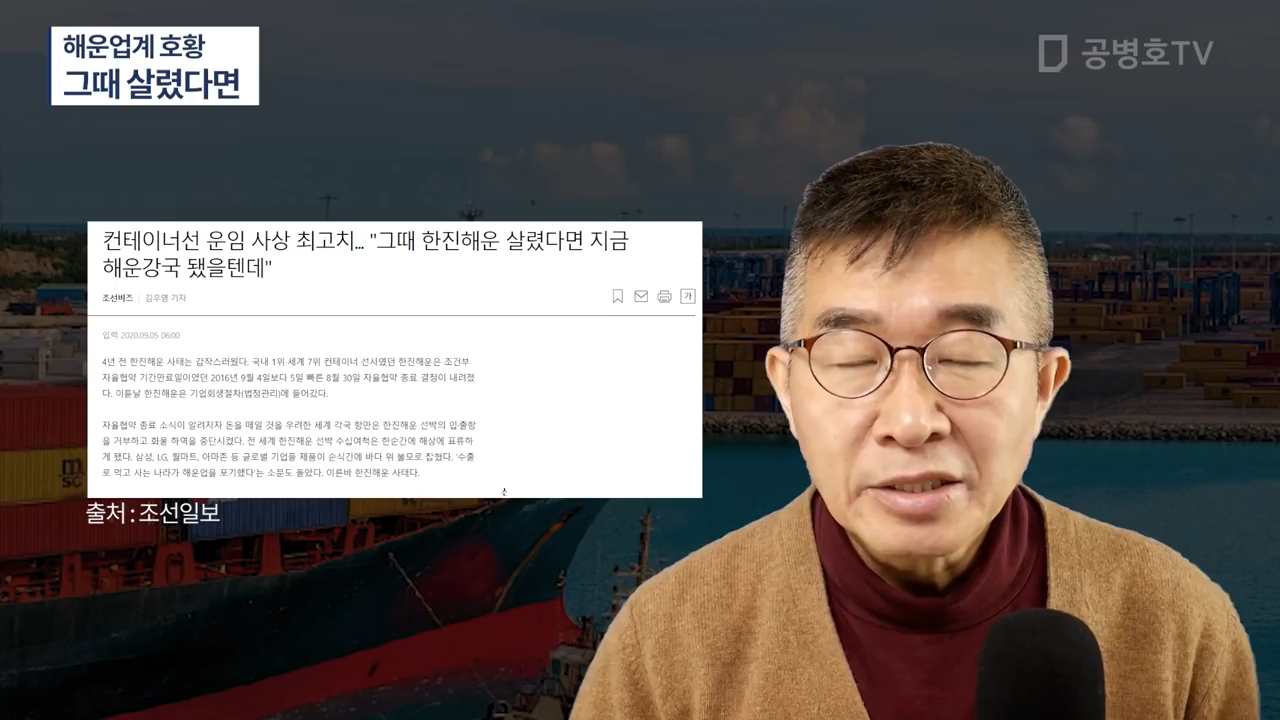 해운업계 호황
그때 살렸다면
공병호TV
컨테이너선 운임 사상 최고치... "그때 한진해운 살렸다면 지금
해운강국 됐을텐데"
조선비즈 김우영 기자
가
입력 2020.09.05 06:00
4년 전 한진해운 사태는 갑작스러웠다. 국내 1위 세계 7위 컨테이너 선사였던 한진해운은 조건부
자율협약 기간만료일이었던 2016년 9월 4일보다 5일 빠른 8월 30일 자율협약 종료 결정이 내려졌
다. 이튿날 한진해운은 기업회생절차(법정관리)에 들어갔다.
자율협약 종료 소식이 알려지자 돈을 떼일 것을 우려한 세계 각국 항만은 한진해운 선박의 입·출항
을 거부하고 화물 하역을 중단시켰다. 전 세계 한진해운 선박 수십여척은 한순간에 해상에 표류하
게 됐다. 삼성, LG, 월마트, 아마존 등 글로벌 기업들 제품이 순식간에 바다 위 볼모로 잡혔다. '수출
로 먹고 사는 나라가 해운업을 포기했다'는 소문도 돌았다. 이른바 한진해운 사태다.
출처 : 조선일보